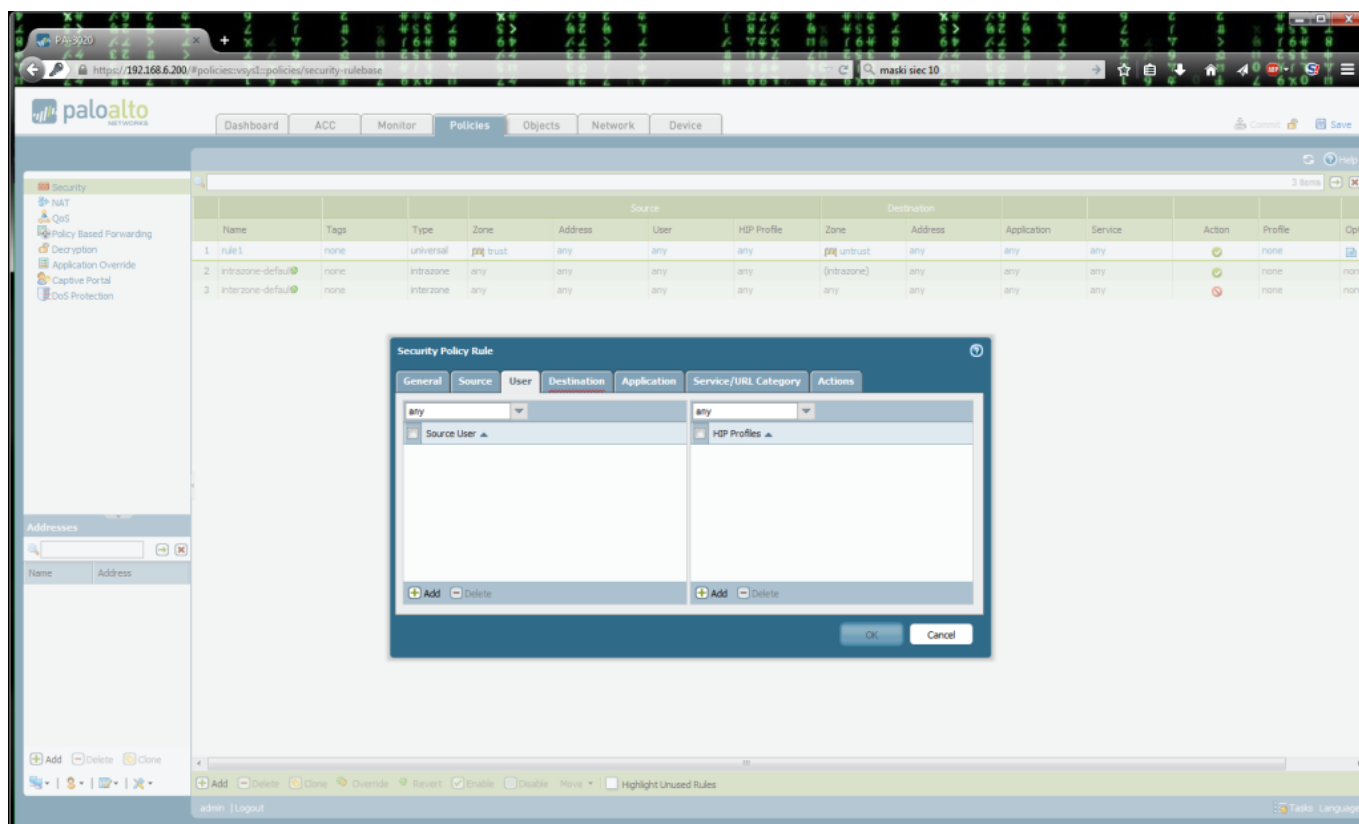 PA-3020
https://192.168.6.200/#policies::vsys1::policies/security-rulebase
maski siec 10
paloalto
NETWORKS
Dashboard ACC Monitor Policies Objects Network Device
Commit Save
Help
Security
NAT
QoS
Policy Based Forwarding
Decryption
Application Override
Captive Portal
DoS Protection
3 items
Source Destination
Name Tags Type Zone Address User HIP Profile Zone Address Application Service Action Profile Opt
1 rule1 none universal trust any any any untrust any any any none
2 intrazone-default none intrazone any any any any (intrazone) any any any none non
3 interzone-default none interzone any any any any any any any any none non
Security Policy Rule
General Source User Destination Application Service/URL Category Actions
any any
Source User HIP Profiles
Add Delete Add Delete
OK Cancel
Addresses
Name Address
Add Delete Clone
Add Delete Clone Override Revert Enable Disable Move Highlight Unused Rules
admin | Logout
Tasks Language